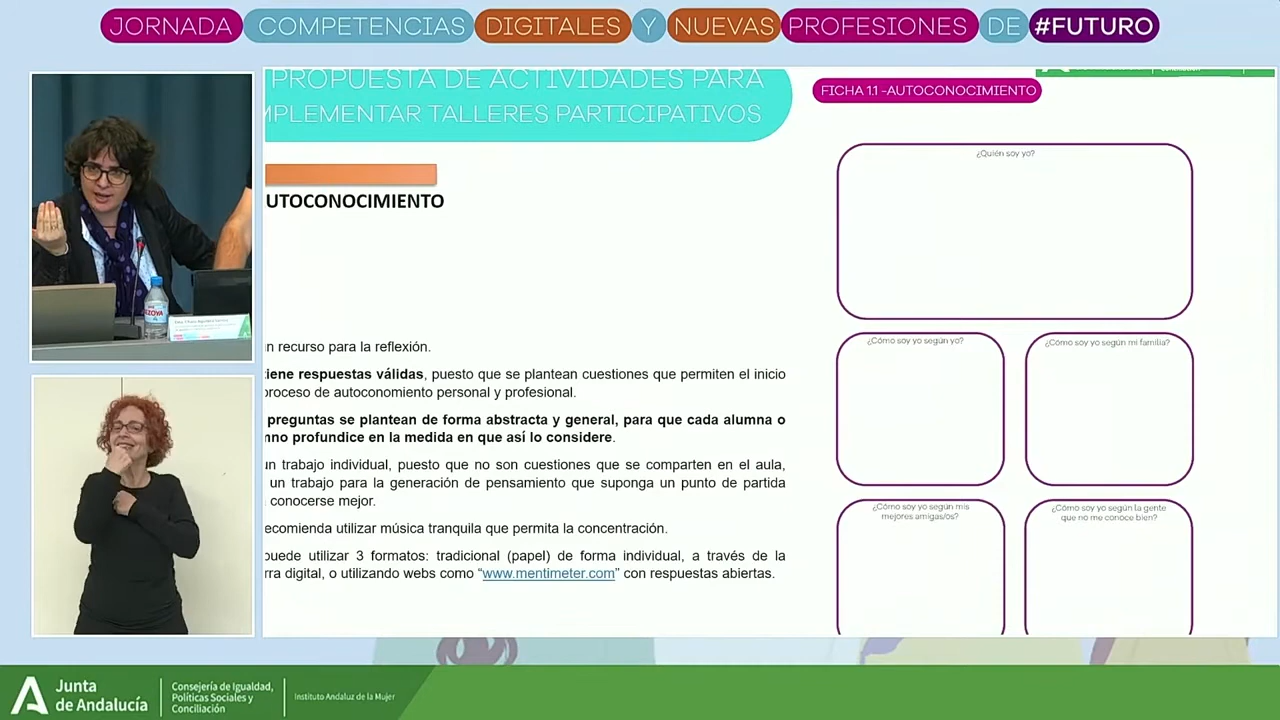 JORNADA COMPETENCIAS DIGITALES Y NUEVAS PROFESIONES DE #FUTURO
PROPUESTA DE ACTIVIDADES PARA
MPLEMENTAR TALLERES PARTICIPATIVOS
UTOCONOCIMIENTO
n recurso para la reflexión.
iene respuestas válidas, puesto que se plantean cuestiones que permiten el inicio
proceso de autoconomiento personal y profesional.
preguntas se plantean de forma abstracta y general, para que cada alumna o
nno profundice en la medida en que así lo considere.
un trabajo individual, puesto que no son cuestiones que se comparten en el aula,
un trabajo para la generación de pensamiento que suponga un punto de partida
conocerse mejor.
ecomienda utilizar música tranquila que permita la concentración.
puede utilizar 3 formatos: tradicional (papel) de forma individual, a través de la
rra digital, o utilizando webs como “www.mentimeter.com” con respuestas abiertas.
FICHA 1.1 -AUTOCONOCIMIENTO
¿Quién soy yo?
¿Cómo soy yo según yo?
¿Cómo soy yo según mi familia?
¿Cómo soy yo según mis
mejores amigas/os?
¿Cómo soy yo según la gente
que no me conoce bien?
Junta
de Andalucía
Consejería de Igualdad,
Políticas Sociales y
Conciliación
Instituto Andaluz de la Mujer